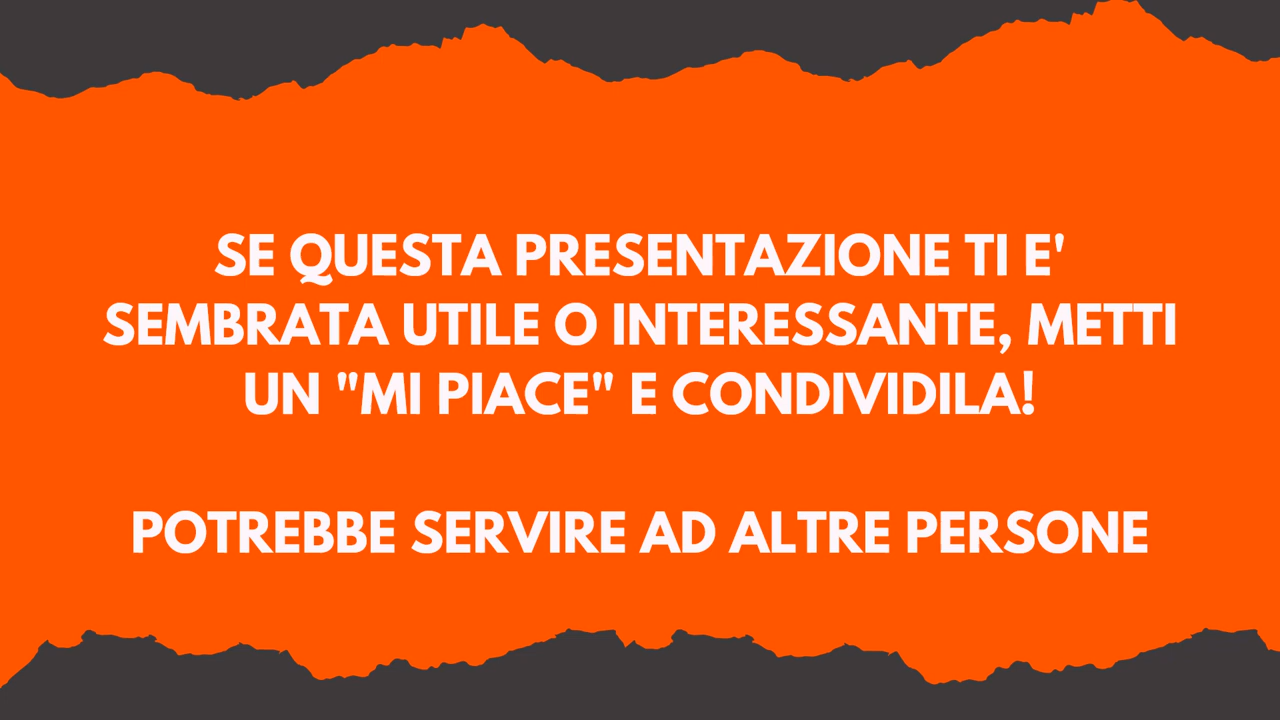 SE QUESTA PRESENTAZIONE TI E'
SEMBRATA UTILE O INTERESSANTE, METTI
UN "MI PIACE" E CONDIVIDILA!
POTREBBE SERVIRE AD ALTRE PERSONE